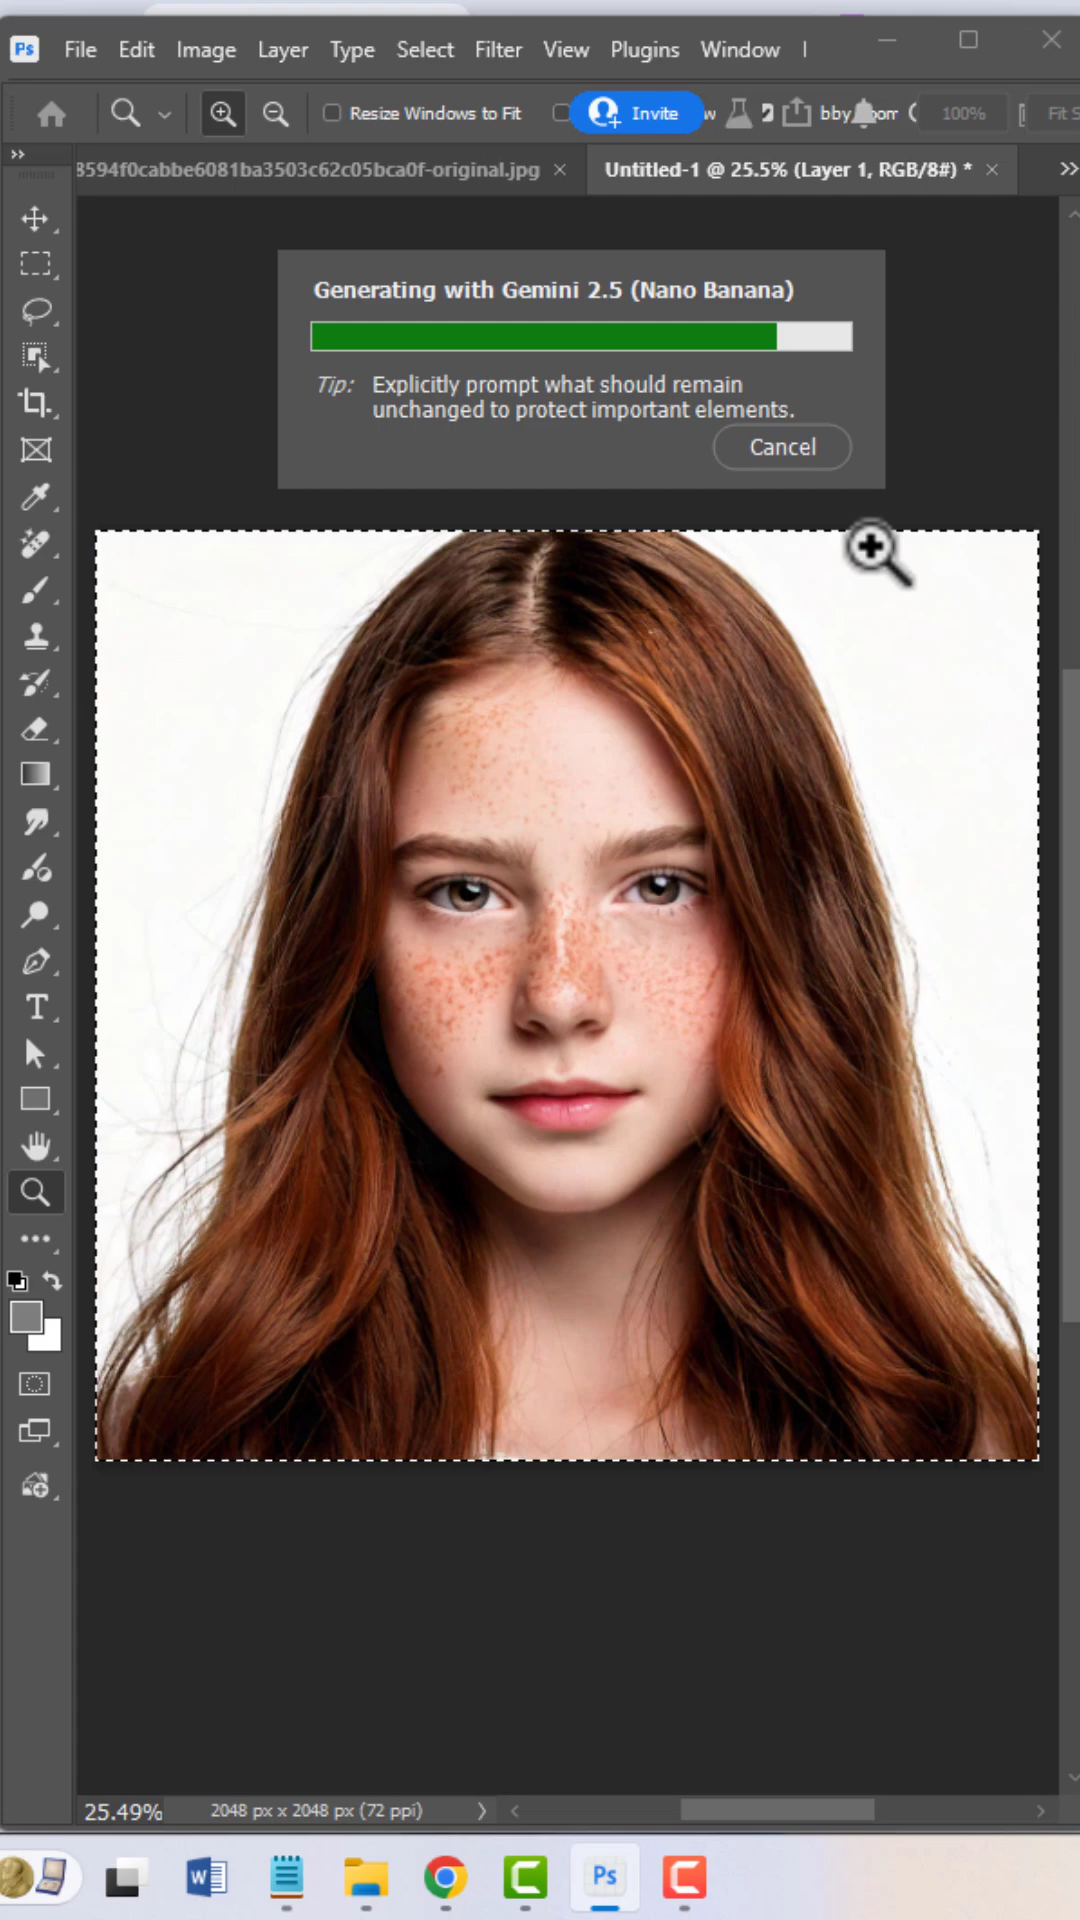 Ps File Edit Image Layer Type Select Filter View Plugins Window
Resize Windows to Fit Invite 100% Fit S
8594f0cabbe6081ba3503c62c05bca0f-original.jpg × Untitled-1 @ 25.5% (Layer 1, RGB/8#) * ×
Generating with Gemini 2.5 (Nano Banana)
Tip: Explicitly prompt what should remain
unchanged to protect important elements.
Cancel
25.49% 2048 px x 2048 px (72 ppi)
Ps